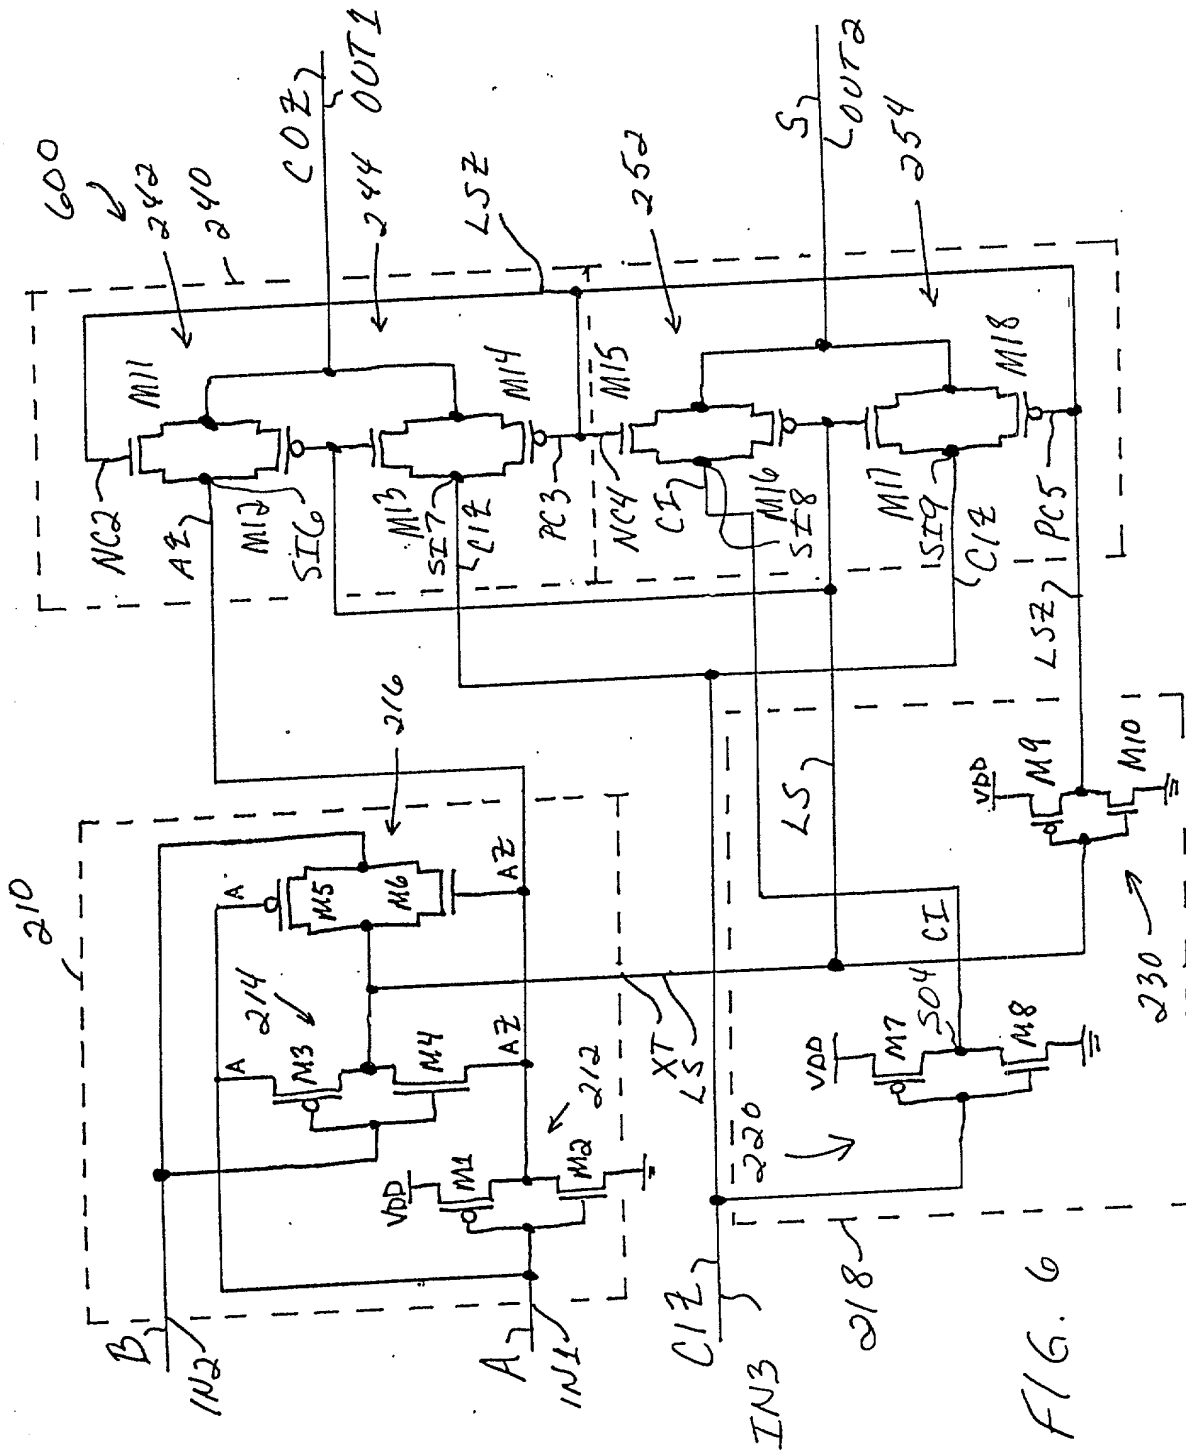 600
242
240
COZ
OUT1
244
LSZ
252
S
OUT2
254
M11
NC2
AZ
M12
SI6
M13
SI7
CIZ
M14
PC3
M15
NC4
CI
M16
SI8
M17
SI9
CIZ
M18
PC5
LSZ
210
216
A
M5
M6
AZ
214
A
M3
M4
AZ
VDD
M1
M2
212
XT
LS
LS
B
IN2
A
IN1
CIZ
IN3
220
218
VDD
M7
SO4
CI
M8
VDD
M9
M10
230
FIG. 6